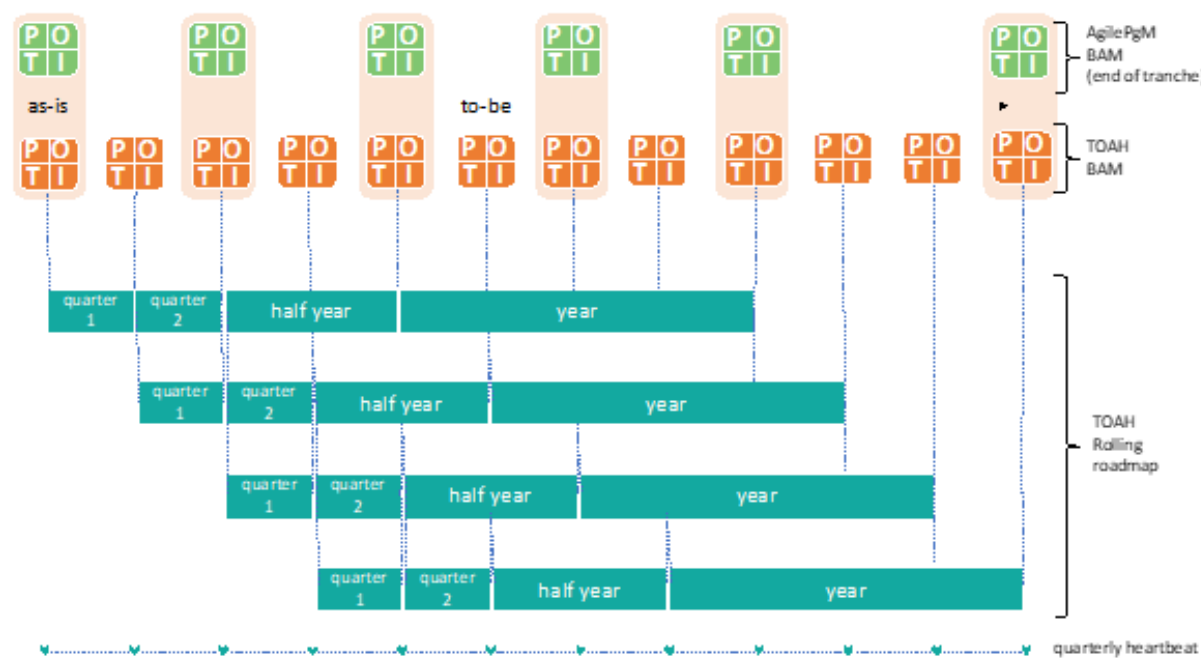 P O P O P O P O P O P O
T I T I T I T I T I T I
AgilePgM
BAM
(end of tranche)
as-is
to-be
P O P O P O P O P O P O P O P O P O P O P O P O
T I T I T I T I T I T I T I T I T I T I T I T I
TOAH
BAM
quarter
1
quarter
2
half year
year
quarter
1
quarter
2
half year
year
TOAH
Rolling
roadmap
quarter
1
quarter
2
half year
year
quarter
1
quarter
2
half year
year
quarterly heartbeat